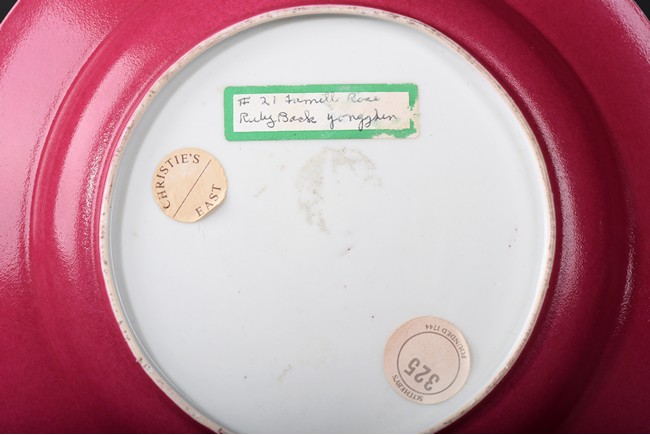 # 21 Famille Rose
Ruby Back Yongzhen
CHRISTIE'S
EAST
FOUNDED 1744
325
SOTHEBY'S